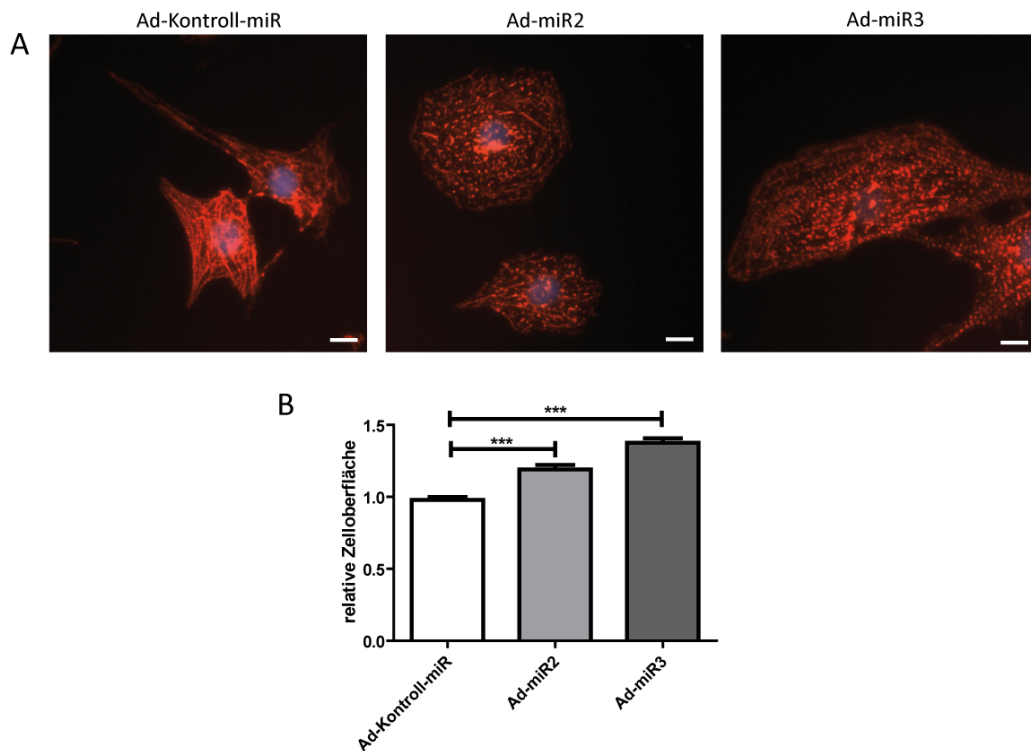 Ad-Kontroll-miR
Ad-miR2
Ad-miR3
A
B
***
***
relative Zelloberfläche
1.5
1.0
0.5
0.0
Ad-Kontroll-miR
Ad-miR2
Ad-miR3